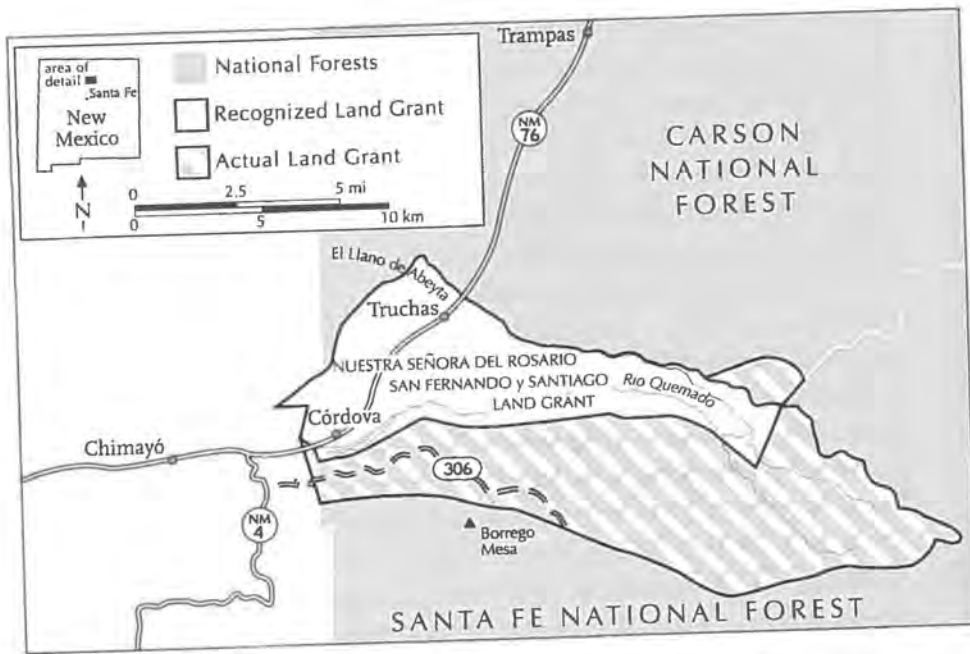 area of
detail
Santa Fe
New
Mexico
N
National Forests
Recognized Land Grant
Actual Land Grant
0 2.5 5 mi
0 5 10 km
Trampas
NM
76
CARSON
NATIONAL
FOREST
El Llano de Abeyta
Truchas
NUESTRA SEÑORA DEL ROSARIO
SAN FERNANDO y SANTIAGO
LAND GRANT
Rio Quemado
Córdova
Chimayó
306
NM
4
Borrego
Mesa
SANTA FE NATIONAL FOREST